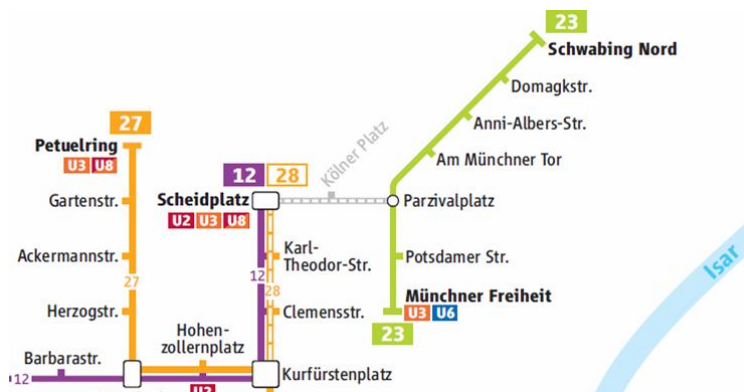 23
Schwabing Nord
Domagkstr.
27
Anni-Albers-Str.
Petuelring
U3 U8
Kölner Platz
Am Münchner Tor
12 28
Gartenstr.
Scheidplatz
U2 U3 U8
Parzivalplatz
Ackermannstr.
Karl-
Theodor-Str.
Potsdamer Str.
Isar
27
12
28
Münchner Freiheit
U3 U6
Herzogstr.
Clemensstr.
23
Hohen-
zollernplatz
Barbarastr.
Kurfürstenplatz
12
U2